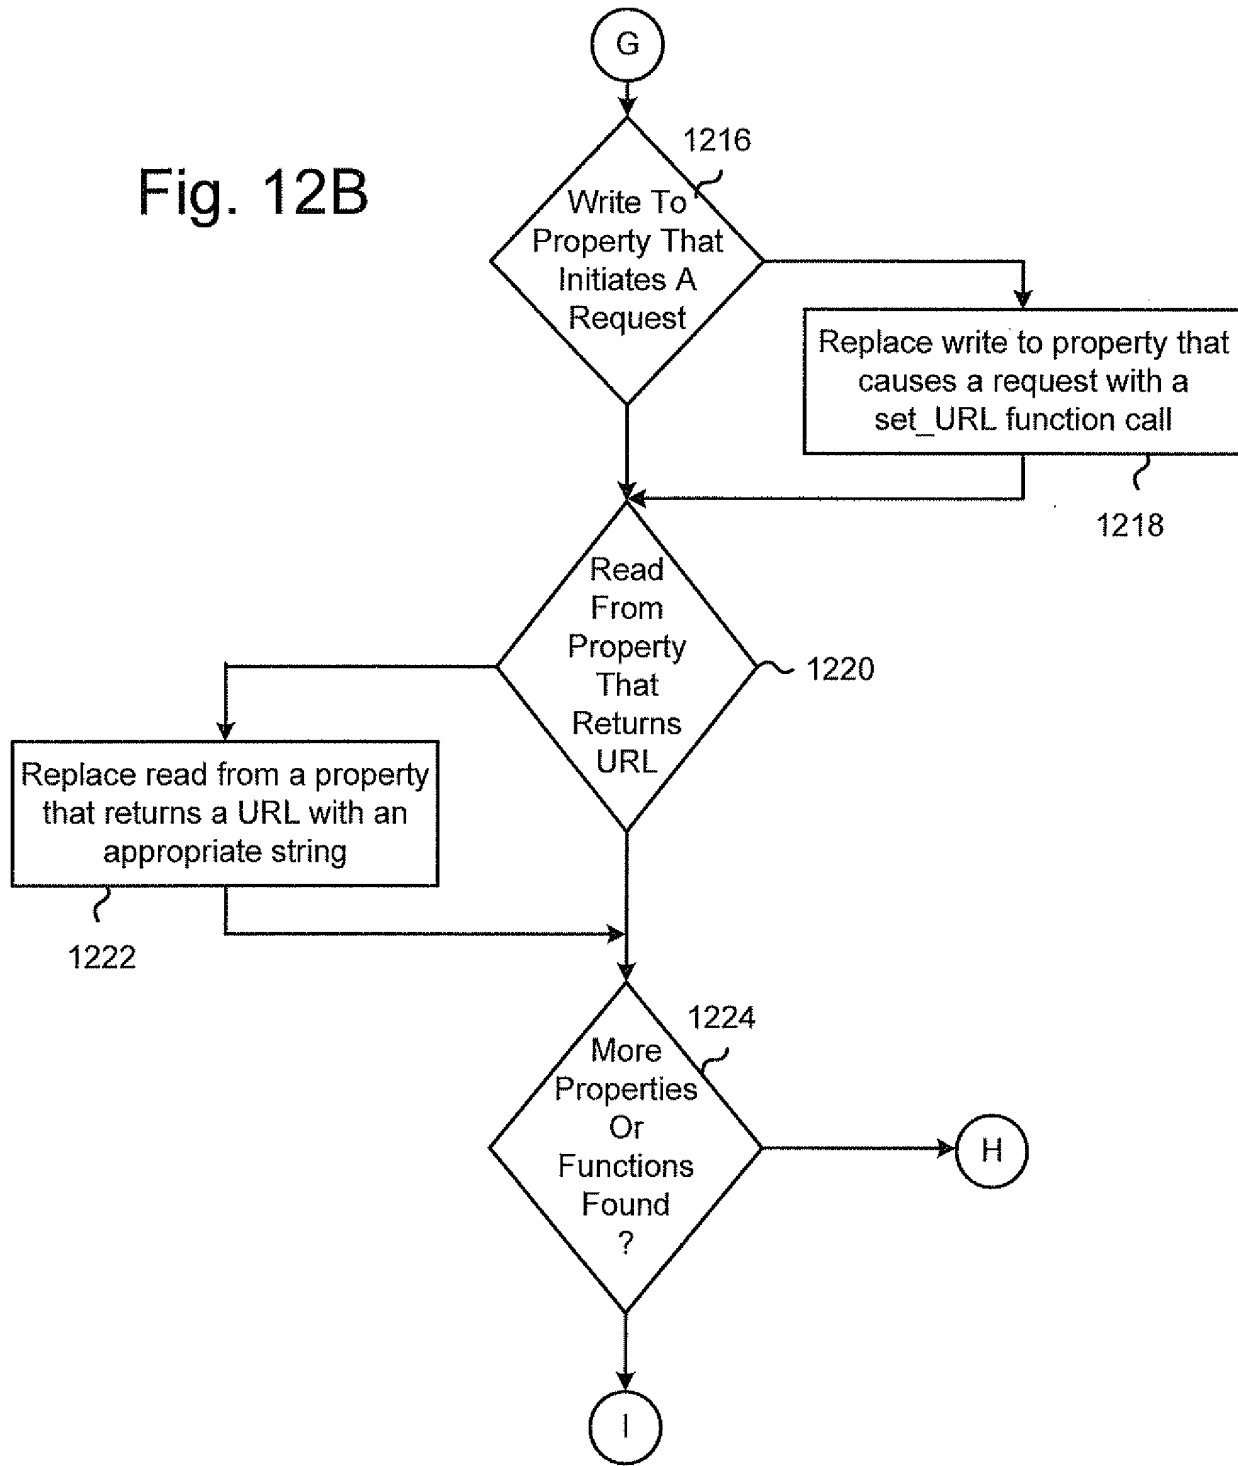 G
Fig. 12B
1216
Write To
Property That
Initiates A
Request
Replace write to property that
causes a request with a
set_URL function call
1218
Read
From
Property
That
Returns
URL
1220
Replace read from a property
that returns a URL with an
appropriate string
1222
1224
More
Properties
Or
Functions
Found
?
H
I